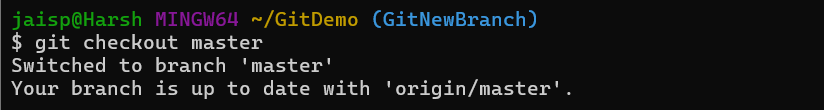 jaisp@Harsh MINGW64 ~/GitDemo (GitNewBranch)
$ git checkout master
Switched to branch 'master'
Your branch is up to date with 'origin/master'.